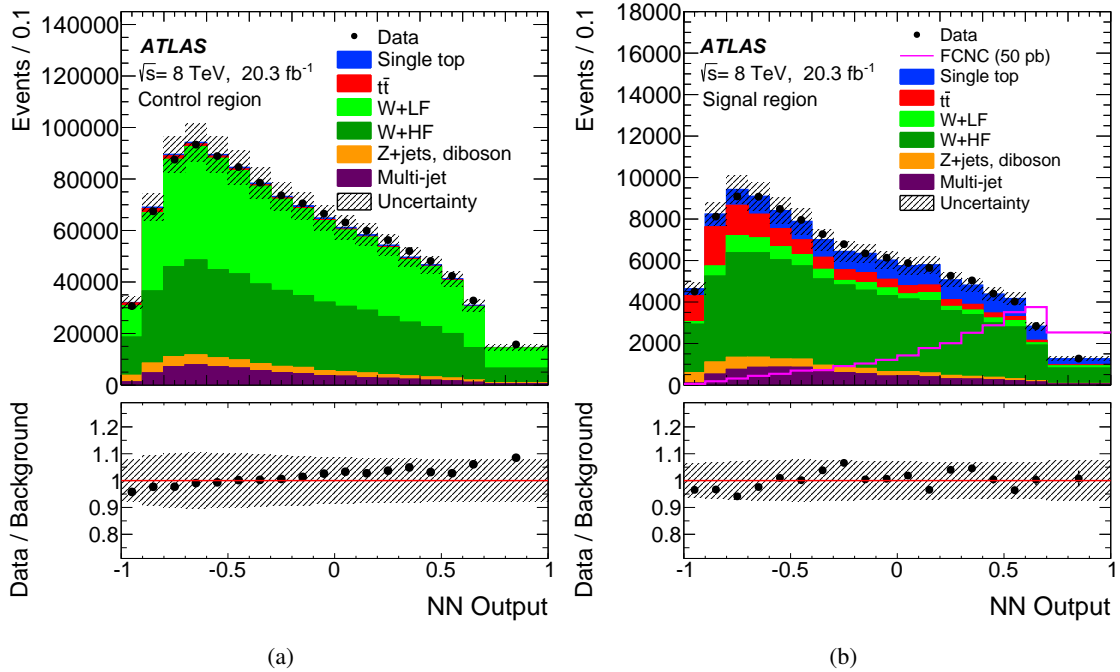 Events / 0.1
140000
120000
100000
80000
60000
40000
20000
0
ATLAS
√s= 8 TeV, 20.3 fb⁻¹
Control region
Data
Single top
tt̄
W+LF
W+HF
Z+jets, diboson
Multi-jet
Uncertainty
Data / Background
1.2
1.1
1
0.9
0.8
-1
-0.5
0
0.5
1
NN Output
(a)
Events / 0.1
18000
16000
14000
12000
10000
8000
6000
4000
2000
0
ATLAS
√s= 8 TeV, 20.3 fb⁻¹
Signal region
Data
FCNC (50 pb)
Single top
tt̄
W+LF
W+HF
Z+jets, diboson
Multi-jet
Uncertainty
Data / Background
1.2
1.1
1
0.9
0.8
-1
-0.5
0
0.5
1
NN Output
(b)